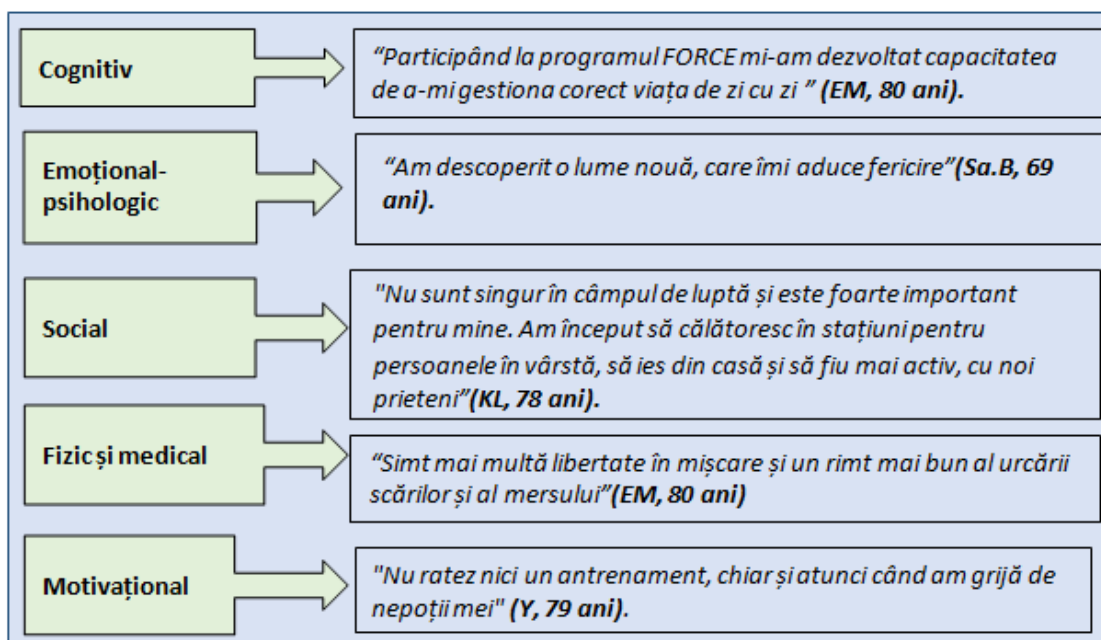 Cognitiv
“Participând la programul FORCE mi-am dezvoltat capacitatea
de a-mi gestiona corect viața de zi cu zi ” (EM, 80 ani).
Emoțional-
psihologic
“Am descoperit o lume nouă, care îmi aduce fericire”(Sa.B, 69
ani).
Social
"Nu sunt singur în câmpul de luptă și este foarte important
pentru mine. Am început să călătoresc în stațiuni pentru
persoanele în vârstă, să ies din casă și să fiu mai activ, cu noi
prieteni”(KL, 78 ani).
Fizic și medical
“Simt mai multă libertate în mișcare și un rimt mai bun al urcării
scărilor și al mersului”(EM, 80 ani)
Motivațional
"Nu ratez nici un antrenament, chiar și atunci când am grijă de
nepoții mei" (Y, 79 ani).